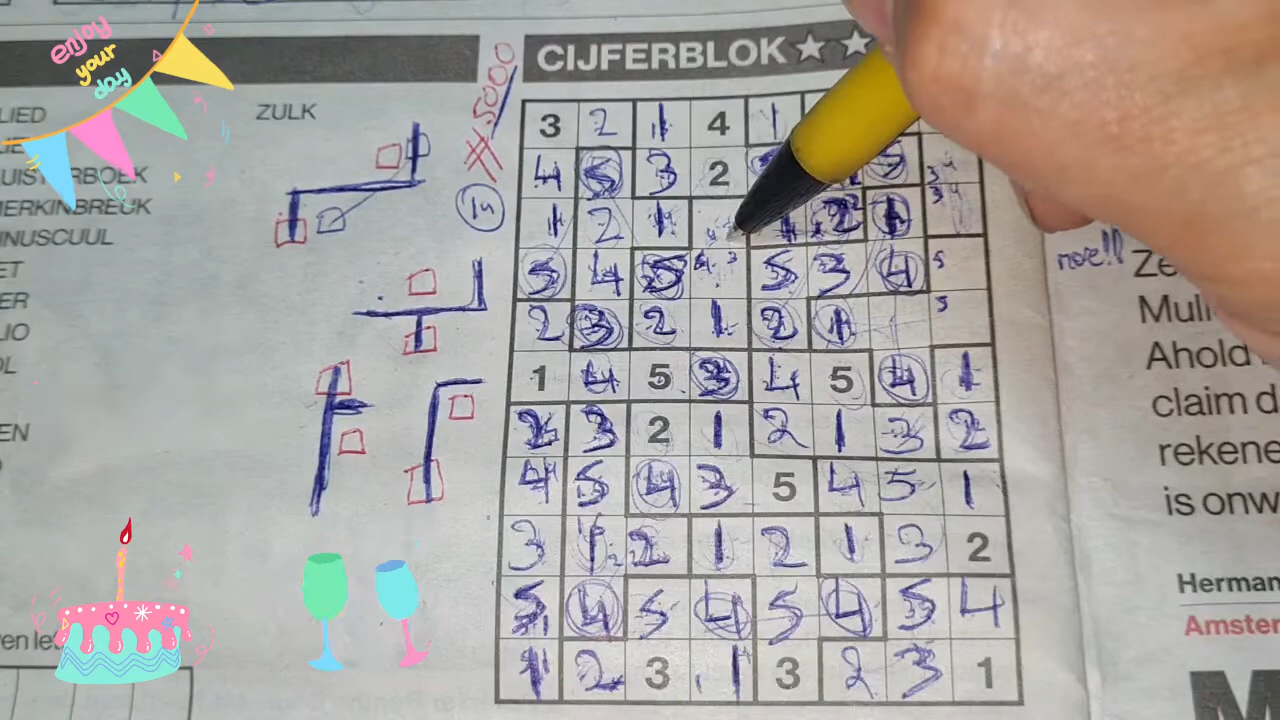 enjoy
your
day
#5000
CIJFERBLOK ★★
LIED
ZULK
MERKINBREUK
INUSCUUL
ET
ER
LIO
OL
EN
3 2 1 4 1
4 5 3 2
1 2 1
5 4 5 5 3 4 5
2 3 2 1 2 1 5
1 4 5 3 4 5 4 1
2 3 2 1 2 1 3 2
4 5 4 3 5 4 5 1
3 1 2 1 2 1 3 2
5 4 5 4 5 4 5 4
1 2 3 1 3 2 3 1
more!!
Ze
Muli
Ahold
claim d
rekene
is onw
Herman
Amster
M